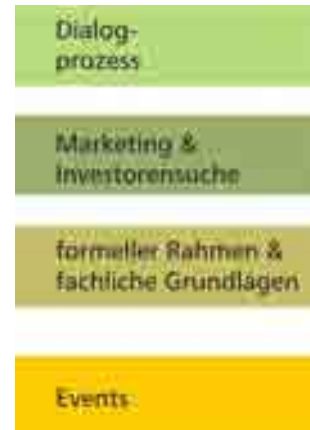 Dialog-
prozess
Marketing &
Investorensuche
formeller Rahmen &
fachliche Grundlagen
Events